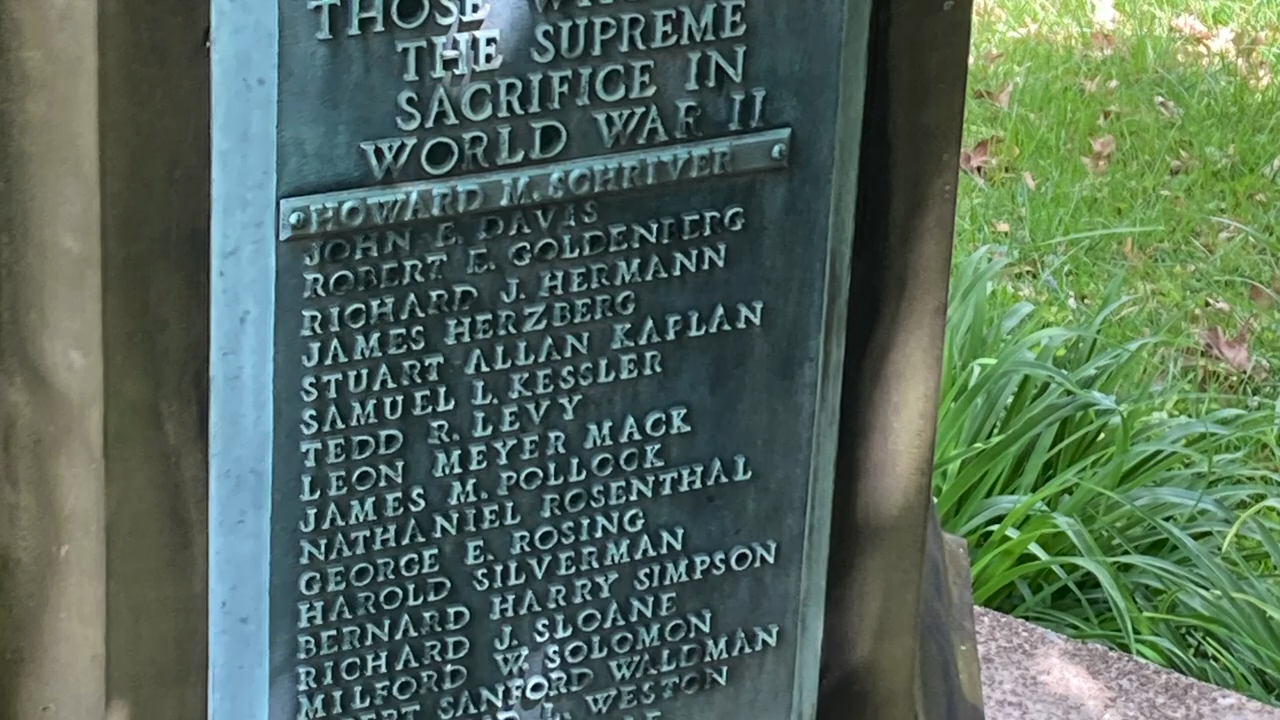 THOSE WHO
THE SUPREME
SACRIFICE IN
WORLD WAR II
HOWARD M. SCHRIVER
JOHN E. DAVIS
ROBERT E. GOLDENBERG
RICHARD J. HERMANN
JAMES HERZBERG
STUART ALLAN KAPLAN
SAMUEL L. KESSLER
TEDD R. LEVY
LEON MEYER MACK
JAMES M. POLLOCK
NATHANIEL ROSENTHAL
GEORGE E. ROSING
HAROLD SILVERMAN
BERNARD HARRY SIMPSON
RICHARD J. SLOANE
MILFORD W. SOLOMON
SANFORD WALDMAN
WESTON